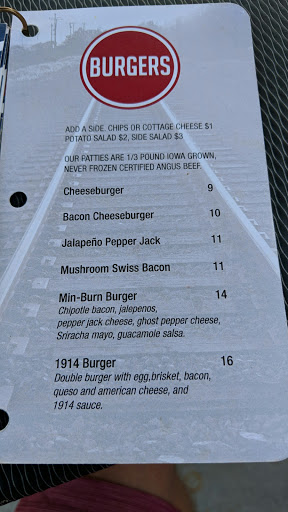 BURGERS
ADD A SIDE. CHIPS OR COTTAGE CHEESE $1
POTATO SALAD $2, SIDE SALAD $3
OUR PATTIES ARE 1/3 POUND IOWA GROWN,
NEVER FROZEN CERTIFIED ANGUS BEEF.
Cheeseburger 9
Bacon Cheeseburger 10
Jalapeño Pepper Jack 11
Mushroom Swiss Bacon 11
Min-Burn Burger 14
Chipotle bacon, jalepenos,
pepper jack cheese, ghost pepper cheese,
Sriracha mayo, guacamole salsa.
1914 Burger 16
Double burger with egg,brisket, bacon,
queso and american cheese, and
1914 sauce.